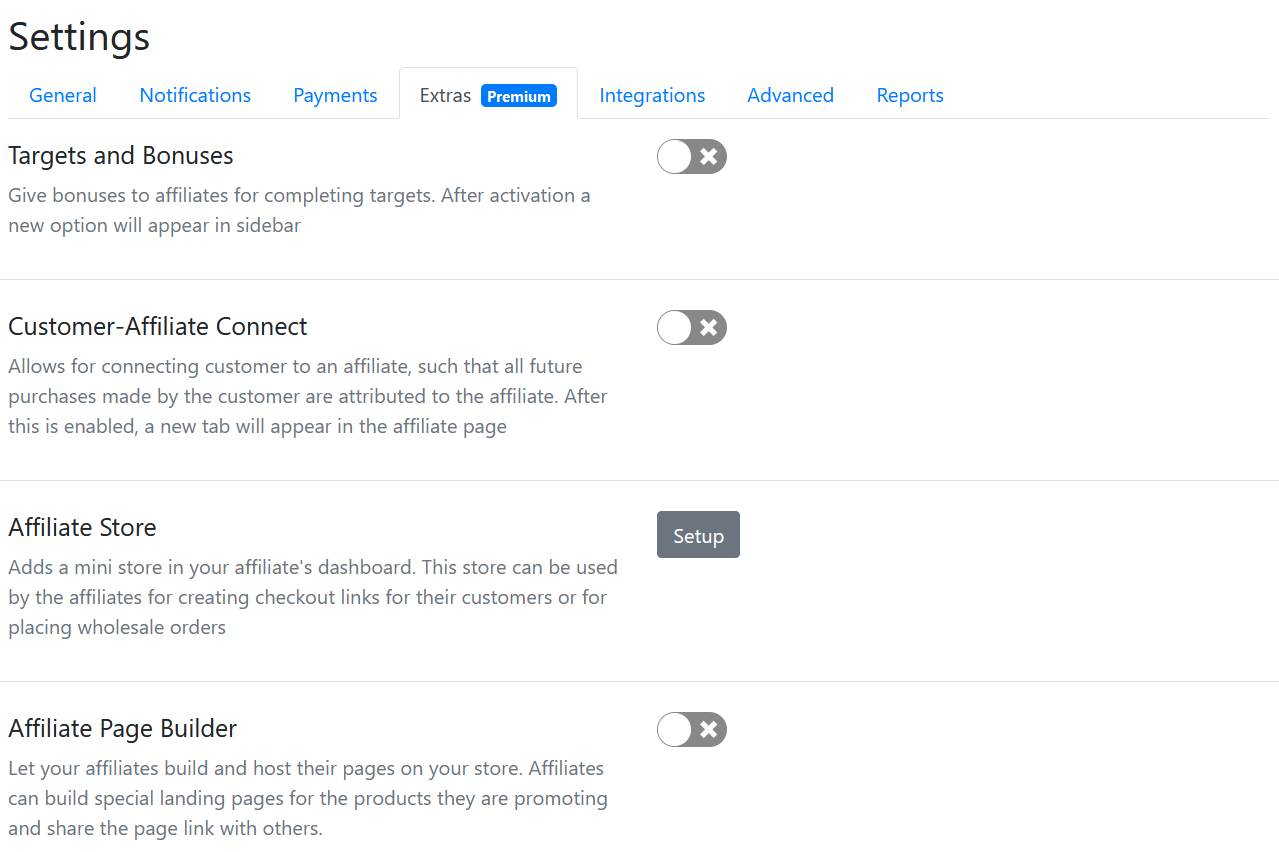 Settings
General Notifications Payments Extras Premium Integrations Advanced Reports
Targets and Bonuses
Give bonuses to affiliates for completing targets. After activation a
new option will appear in sidebar
Customer-Affiliate Connect
Allows for connecting customer to an affiliate, such that all future
purchases made by the customer are attributed to the affiliate. After
this is enabled, a new tab will appear in the affiliate page
Affiliate Store
Setup
Adds a mini store in your affiliate's dashboard. This store can be used
by the affiliates for creating checkout links for their customers or for
placing wholesale orders
Affiliate Page Builder
Let your affiliates build and host their pages on your store. Affiliates
can build special landing pages for the products they are promoting
and share the page link with others.